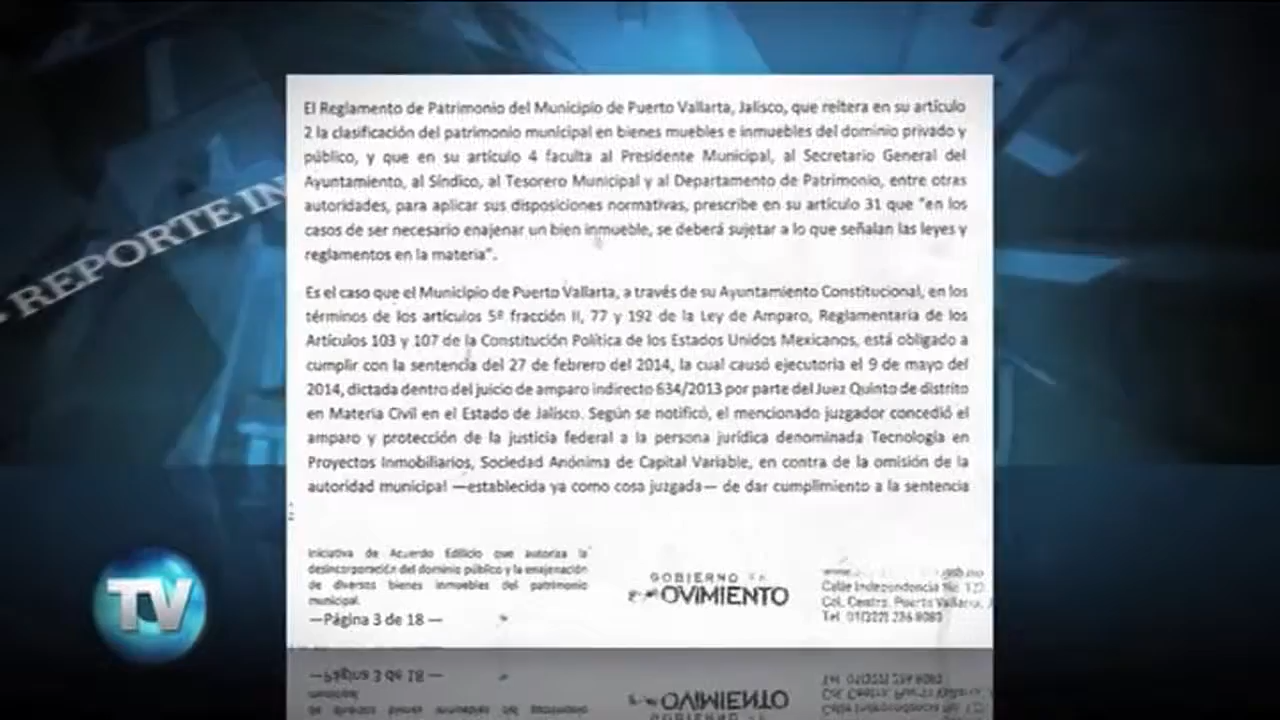 El Reglamento de Patrimonio del Municipio de Puerto Vallarta, Jalisco, que reitera en su artículo
2 la clasificación del patrimonio municipal en bienes muebles e inmuebles del dominio privado y
público, y que en su artículo 4 faculta al Presidente Municipal, al Secretario General del
Ayuntamiento, al Síndico, al Tesorero Municipal y al Departamento de Patrimonio, entre otras
autoridades, para aplicar sus disposiciones normativas, prescribe en su artículo 31 que "en los
casos de ser necesario enajenar un bien inmueble, se deberá sujetar a lo que señalan las leyes y
reglamentos en la materia".
Es el caso que el Municipio de Puerto Vallarta, a través de su Ayuntamiento Constitucional, en los
términos de los artículos 5º fracción II, 77 y 192 de la Ley de Amparo, Reglamentaria de los
Artículos 103 y 107 de la Constitución Política de los Estados Unidos Mexicanos, está obligado a
cumplir con la sentencia del 27 de febrero del 2014, la cual causó ejecutoria el 9 de mayo del
2014, dictada dentro del juicio de amparo indirecto 634/2013 por parte del Juez Quinto de distrito
en Materia Civil en el Estado de Jalisco. Según se notificó, el mencionado juzgador concedió el
amparo y protección de la justicia federal a la persona jurídica denominada Tecnología en
Proyectos Inmobiliarios, Sociedad Anónima de Capital Variable, en contra de la omisión de la
autoridad municipal —establecida ya como cosa juzgada— de dar cumplimiento a la sentencia
Iniciativa de Acuerdo Edilicio que autoriza la
desincorporación del dominio público y la enajenación
de diversos bienes inmuebles del patrimonio
municipal.
—Página 3 de 18—
GOBIERNO
OVIMIENTO
Calle Independencia No.
Col. Centro, Puerto Vallarta,
Tel
REPORTE IN
TV